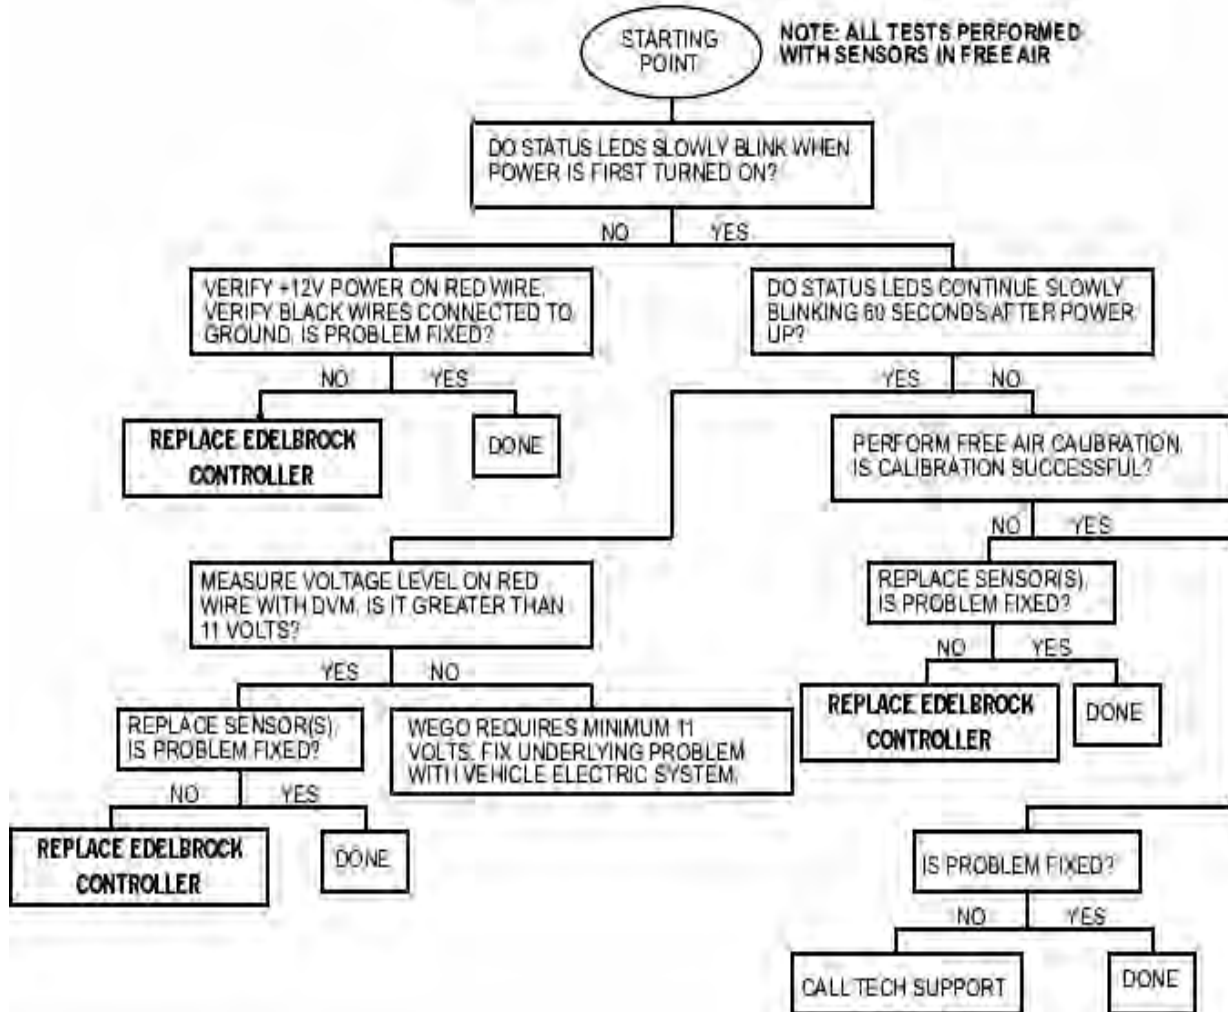 STARTING
POINT
NOTE: ALL TESTS PERFORMED
WITH SENSORS IN FREE AIR
DO STATUS LEDS SLOWLY BLINK WHEN
POWER IS FIRST TURNED ON?
NO
YES
VERIFY +12V POWER ON RED WIRE.
VERIFY BLACK WIRES CONNECTED TO
GROUND. IS PROBLEM FIXED?
DO STATUS LEDS CONTINUE SLOWLY
BLINKING 60 SECONDS AFTER POWER
UP?
NO
YES
YES
NO
REPLACE EDELBROCK
CONTROLLER
DONE
PERFORM FREE AIR CALIBRATION.
IS CALIBRATION SUCCESSFUL?
NO
YES
MEASURE VOLTAGE LEVEL ON RED
WIRE WITH DVM. IS IT GREATER THAN
11 VOLTS?
REPLACE SENSOR(S).
IS PROBLEM FIXED?
YES
NO
NO
YES
REPLACE SENSOR(S).
IS PROBLEM FIXED?
WEGO REQUIRES MINIMUM 11
VOLTS. FIX UNDERLYING PROBLEM
WITH VEHICLE ELECTRIC SYSTEM.
REPLACE EDELBROCK
CONTROLLER
DONE
NO
YES
REPLACE EDELBROCK
CONTROLLER
DONE
IS PROBLEM FIXED?
NO
YES
CALL TECH SUPPORT
DONE